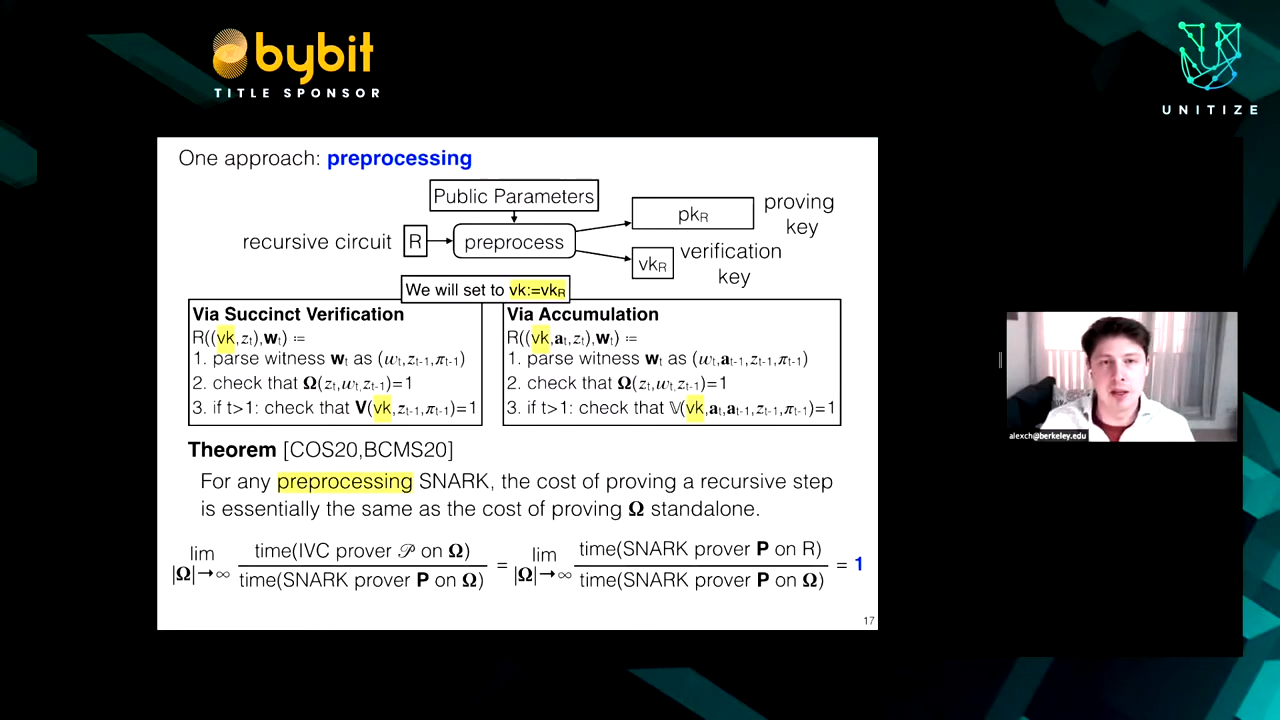 bybit
TITLE SPONSOR
UNITIZE
One approach: preprocessing
Public Parameters
recursive circuit
R
preprocess
pkR
proving key
vkR
verification key
We will set to vk:=vkR
Via Succinct Verification
R((vk,zt),wt) :=
1. parse witness wt as (wt,zt-1,πt-1)
2. check that Ω(zt,wt,zt-1)=1
3. if t>1: check that V(vk,zt-1,πt-1)=1
Via Accumulation
R((vk,at,zt),wt) :=
1. parse witness wt as (wt,at-1,zt-1,πt-1)
2. check that Ω(zt,wt,zt-1)=1
3. if t>1: check that 𝕍(vk,at,at-1,zt-1,πt-1)=1
Theorem [COS20,BCMS20]
For any preprocessing SNARK, the cost of proving a recursive step
is essentially the same as the cost of proving Ω standalone.
lim |Ω|→∞ time(IVC prover 𝒫 on Ω) / time(SNARK prover P on Ω) = lim |Ω|→∞ time(SNARK prover P on R) / time(SNARK prover P on Ω) = 1
17
alexch@berkeley.edu